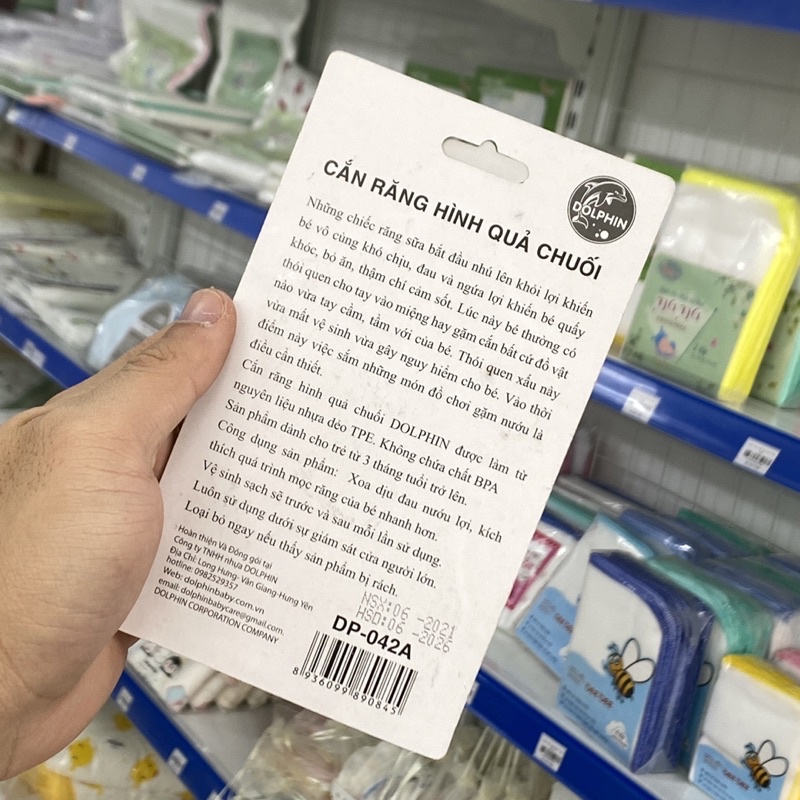 CẮN RĂNG HÌNH QUẢ CHUỐI
DOLPHIN
Những chiếc răng sữa bắt đầu nhú lên khỏi lợi khiến
bé vô cùng khó chịu, đau và ngứa lợi khiến bé quấy
khóc, bỏ ăn, thậm chí cảm sốt. Lúc này bé thường có
thói quen cho tay vào miệng hay gặm cắn bất cứ đồ vật
nào vừa tay cầm, tầm với của bé. Thói quen xấu này
vừa mất vệ sinh vừa gây nguy hiểm cho bé. Vào thời
điểm này việc sắm những món đồ chơi gặm nướu là
điều cần thiết.
Cắn răng hình quả chuối DOLPHIN được làm từ
nguyên liệu nhựa dẻo TPE. Không chứa chất BPA
Sản phẩm dành cho trẻ từ 3 tháng tuổi trở lên.
Công dụng sản phẩm: Xoa dịu đau nướu lợi, kích
thích quá trình mọc răng của bé nhanh hơn.
Vệ sinh sạch sẽ trước và sau mỗi lần sử dụng.
Luôn sử dụng dưới sự giám sát của người lớn.
Loại bỏ ngay nếu thấy sản phẩm bị rách.
Hoàn thiện Và Đóng gói tại
Công ty TNHH nhựa DOLPHIN
Địa Chỉ: Long Hưng- Văn Giang-Hưng Yên
hotline: 0982529357
Web: dolphinbaby.com.vn
email: dolphinbabycare@gmail.com.
DOLPHIN CORPORATION COMPANY
NSX:06 -2021
HSD:06 -2026
DP-042A
8936099890845